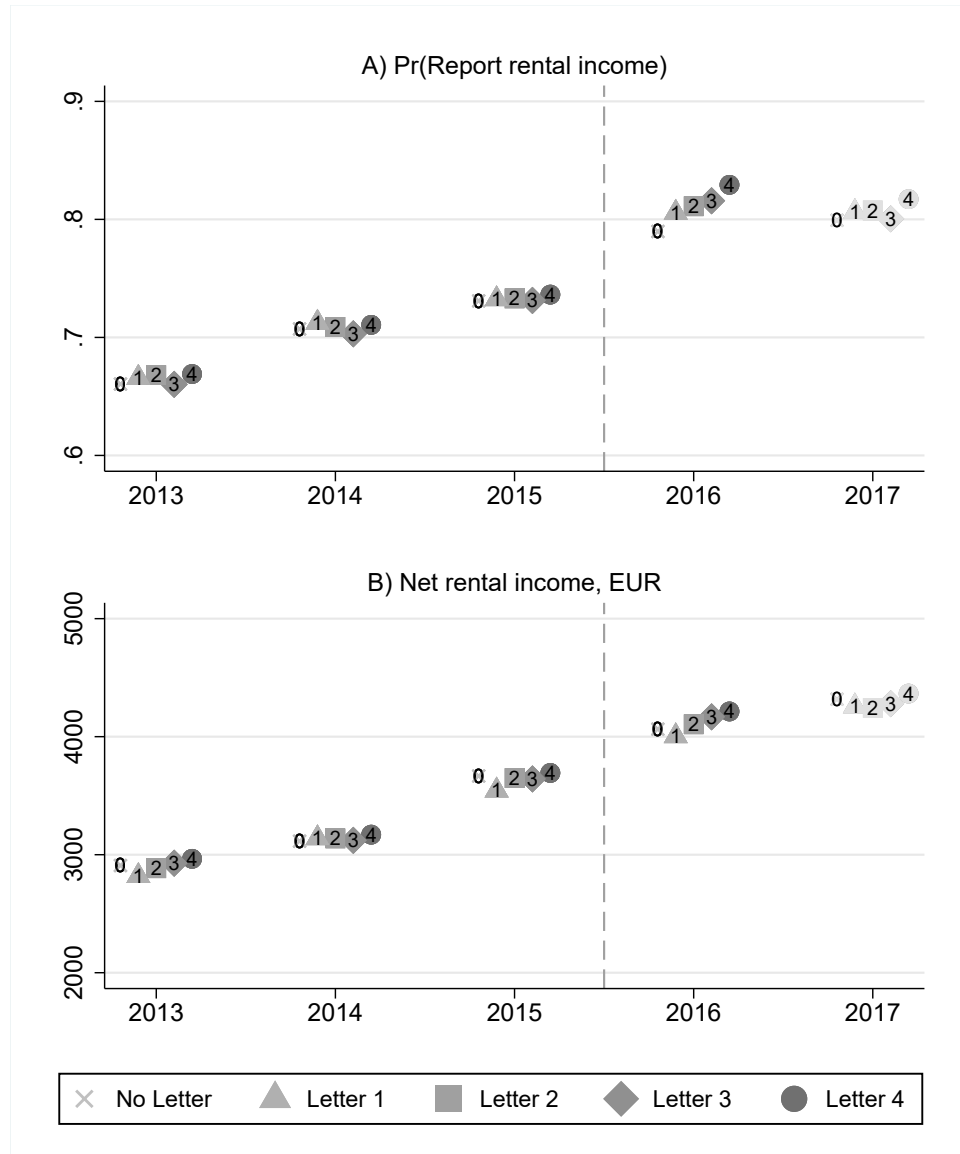 A) Pr(Report rental income)
.9
.8
.7
.6
0 1 2 3 4
0 1 2 3 4
0 1 2 3 4
0 1 2 3 4
0 1 2 3 4
2013 2014 2015 2016 2017
B) Net rental income, EUR
5000
4000
3000
2000
0 1 2 3 4
0 1 2 3 4
0 1 2 3 4
0 1 2 3 4
0 1 2 3 4
2013 2014 2015 2016 2017
No Letter Letter 1 Letter 2 Letter 3 Letter 4